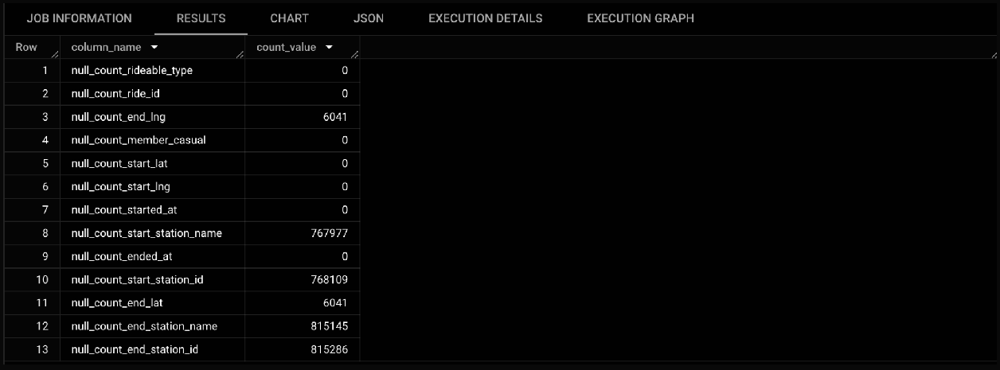 JOB INFORMATION RESULTS CHART JSON EXECUTION DETAILS EXECUTION GRAPH
Row column_name count_value
1 null_count_rideable_type 0
2 null_count_ride_id 0
3 null_count_end_lng 6041
4 null_count_member_casual 0
5 null_count_start_lat 0
6 null_count_start_lng 0
7 null_count_started_at 0
8 null_count_start_station_name 767977
9 null_count_ended_at 0
10 null_count_start_station_id 768109
11 null_count_end_lat 6041
12 null_count_end_station_name 815145
13 null_count_end_station_id 815286